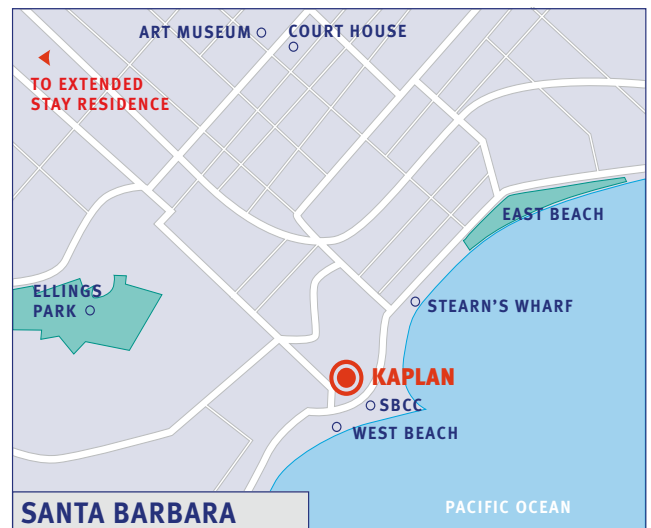 ART MUSEUM
COURT HOUSE
TO EXTENDED
STAY RESIDENCE
EAST BEACH
ELLINGS
PARK
STEARN'S WHARF
KAPLAN
SBCC
WEST BEACH
SANTA BARBARA
PACIFIC OCEAN